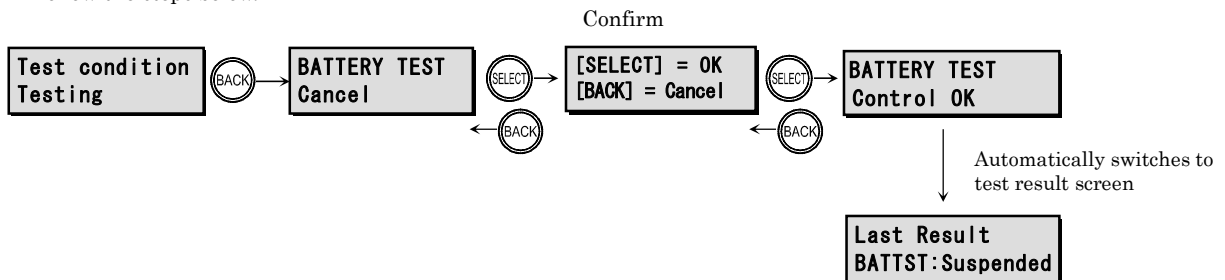 Confirm
Test condition
Testing
BACK
BATTERY TEST
Cancel
SELECT
BACK
[SELECT] = OK
[BACK] = Cancel
SELECT
BACK
BATTERY TEST
Control OK
Automatically switches to
test result screen
Last Result
BATTST:Suspended